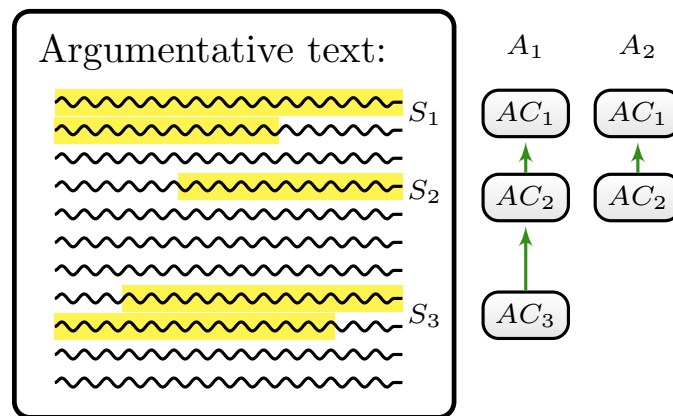 Argumentative text:
A₁ A₂
S₁ AC₁ AC₁
S₂ AC₂ AC₂
S₃ AC₃